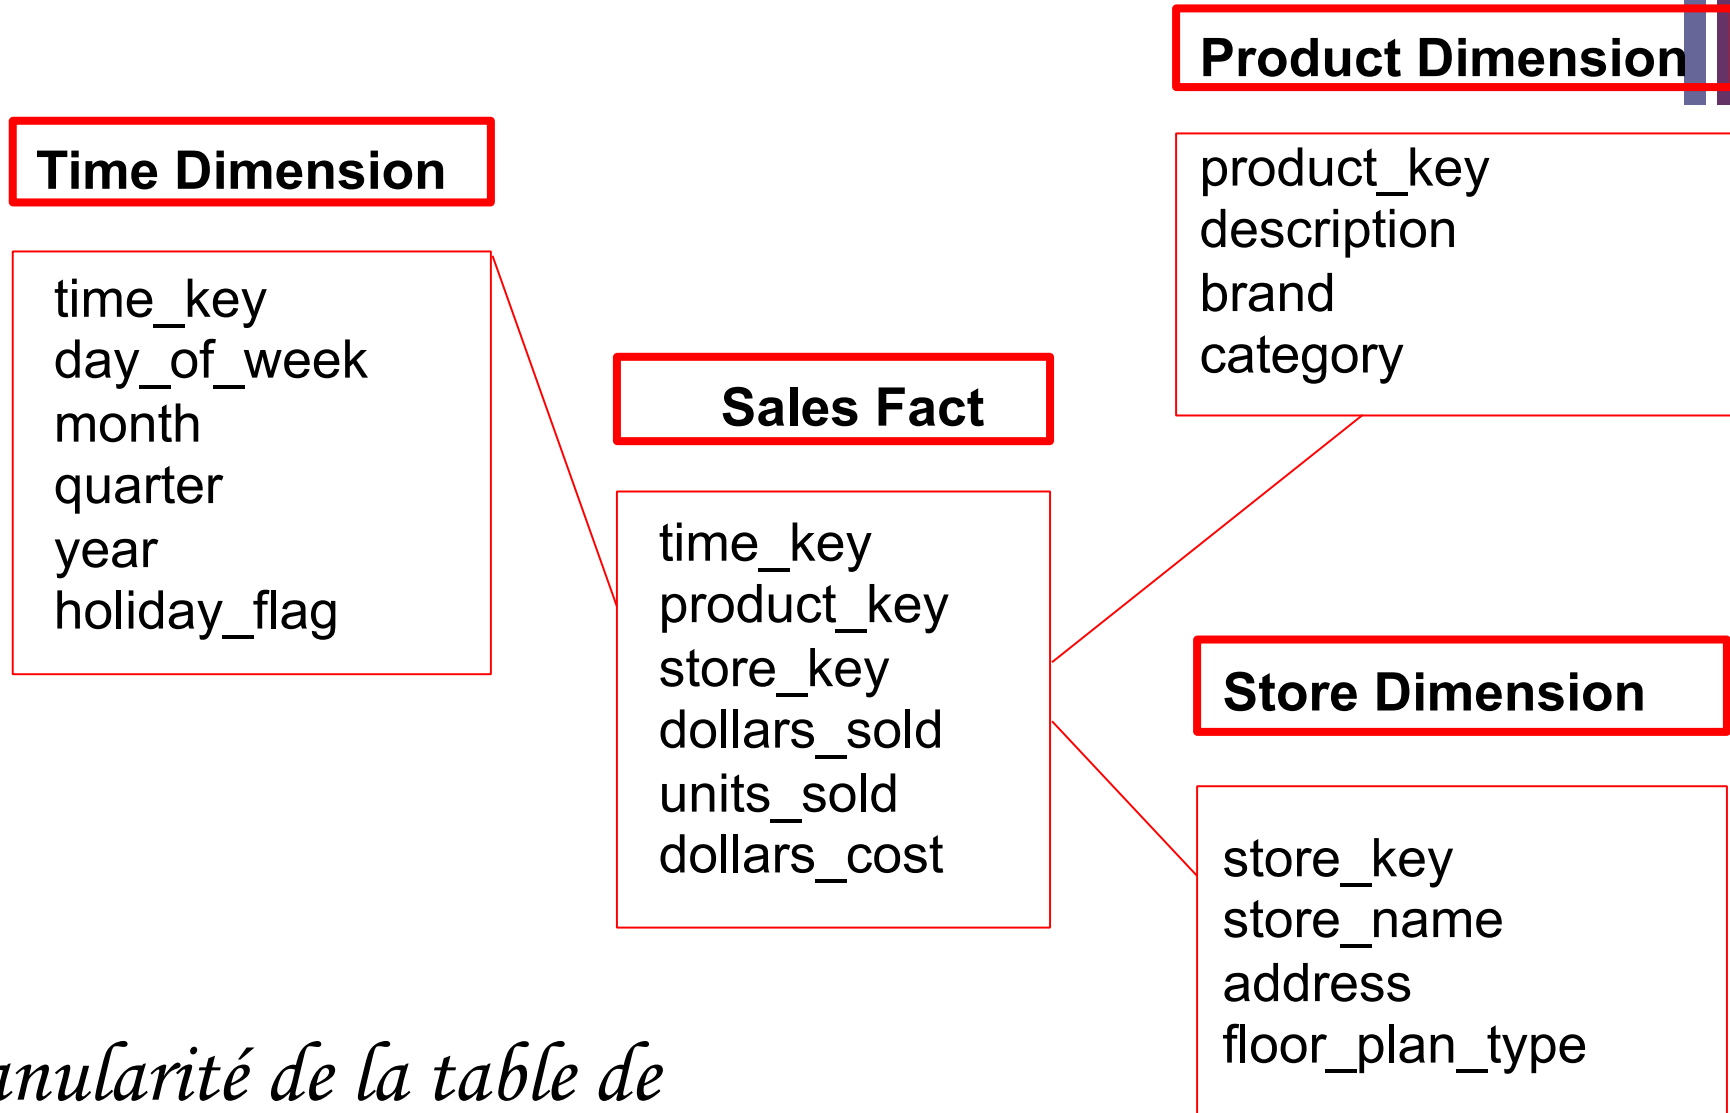 Product Dimension
product_key
description
brand
category
Time Dimension
time_key
day_of_week
month
quarter
year
holiday_flag
Sales Fact
time_key
product_key
store_key
dollars_sold
units_sold
dollars_cost
Store Dimension
store_key
store_name
address
floor_plan_type
anularité de la table de